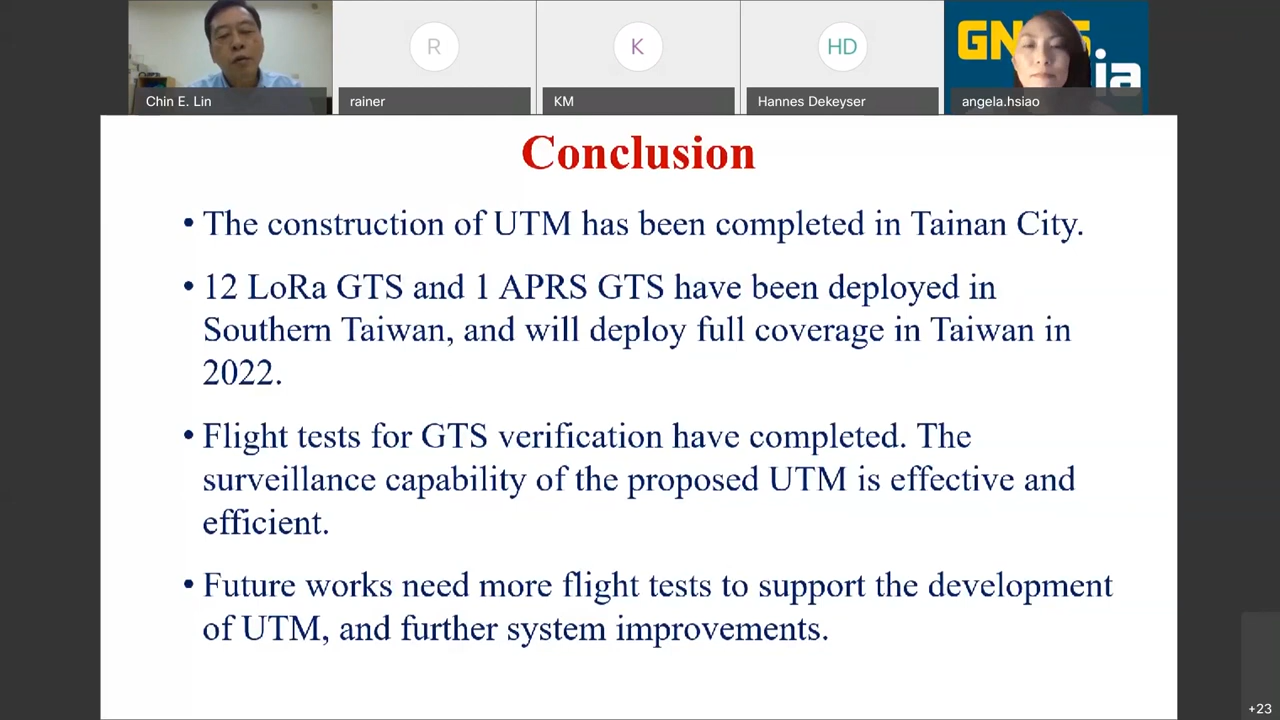 R
K
HD
GN
ia
Chin E. Lin
rainer
KM
Hannes Dekeyser
angela.hsiao
Conclusion
• The construction of UTM has been completed in Tainan City.
• 12 LoRa GTS and 1 APRS GTS have been deployed in
Southern Taiwan, and will deploy full coverage in Taiwan in
2022.
• Flight tests for GTS verification have completed. The
surveillance capability of the proposed UTM is effective and
efficient.
• Future works need more flight tests to support the development
of UTM, and further system improvements.
+23